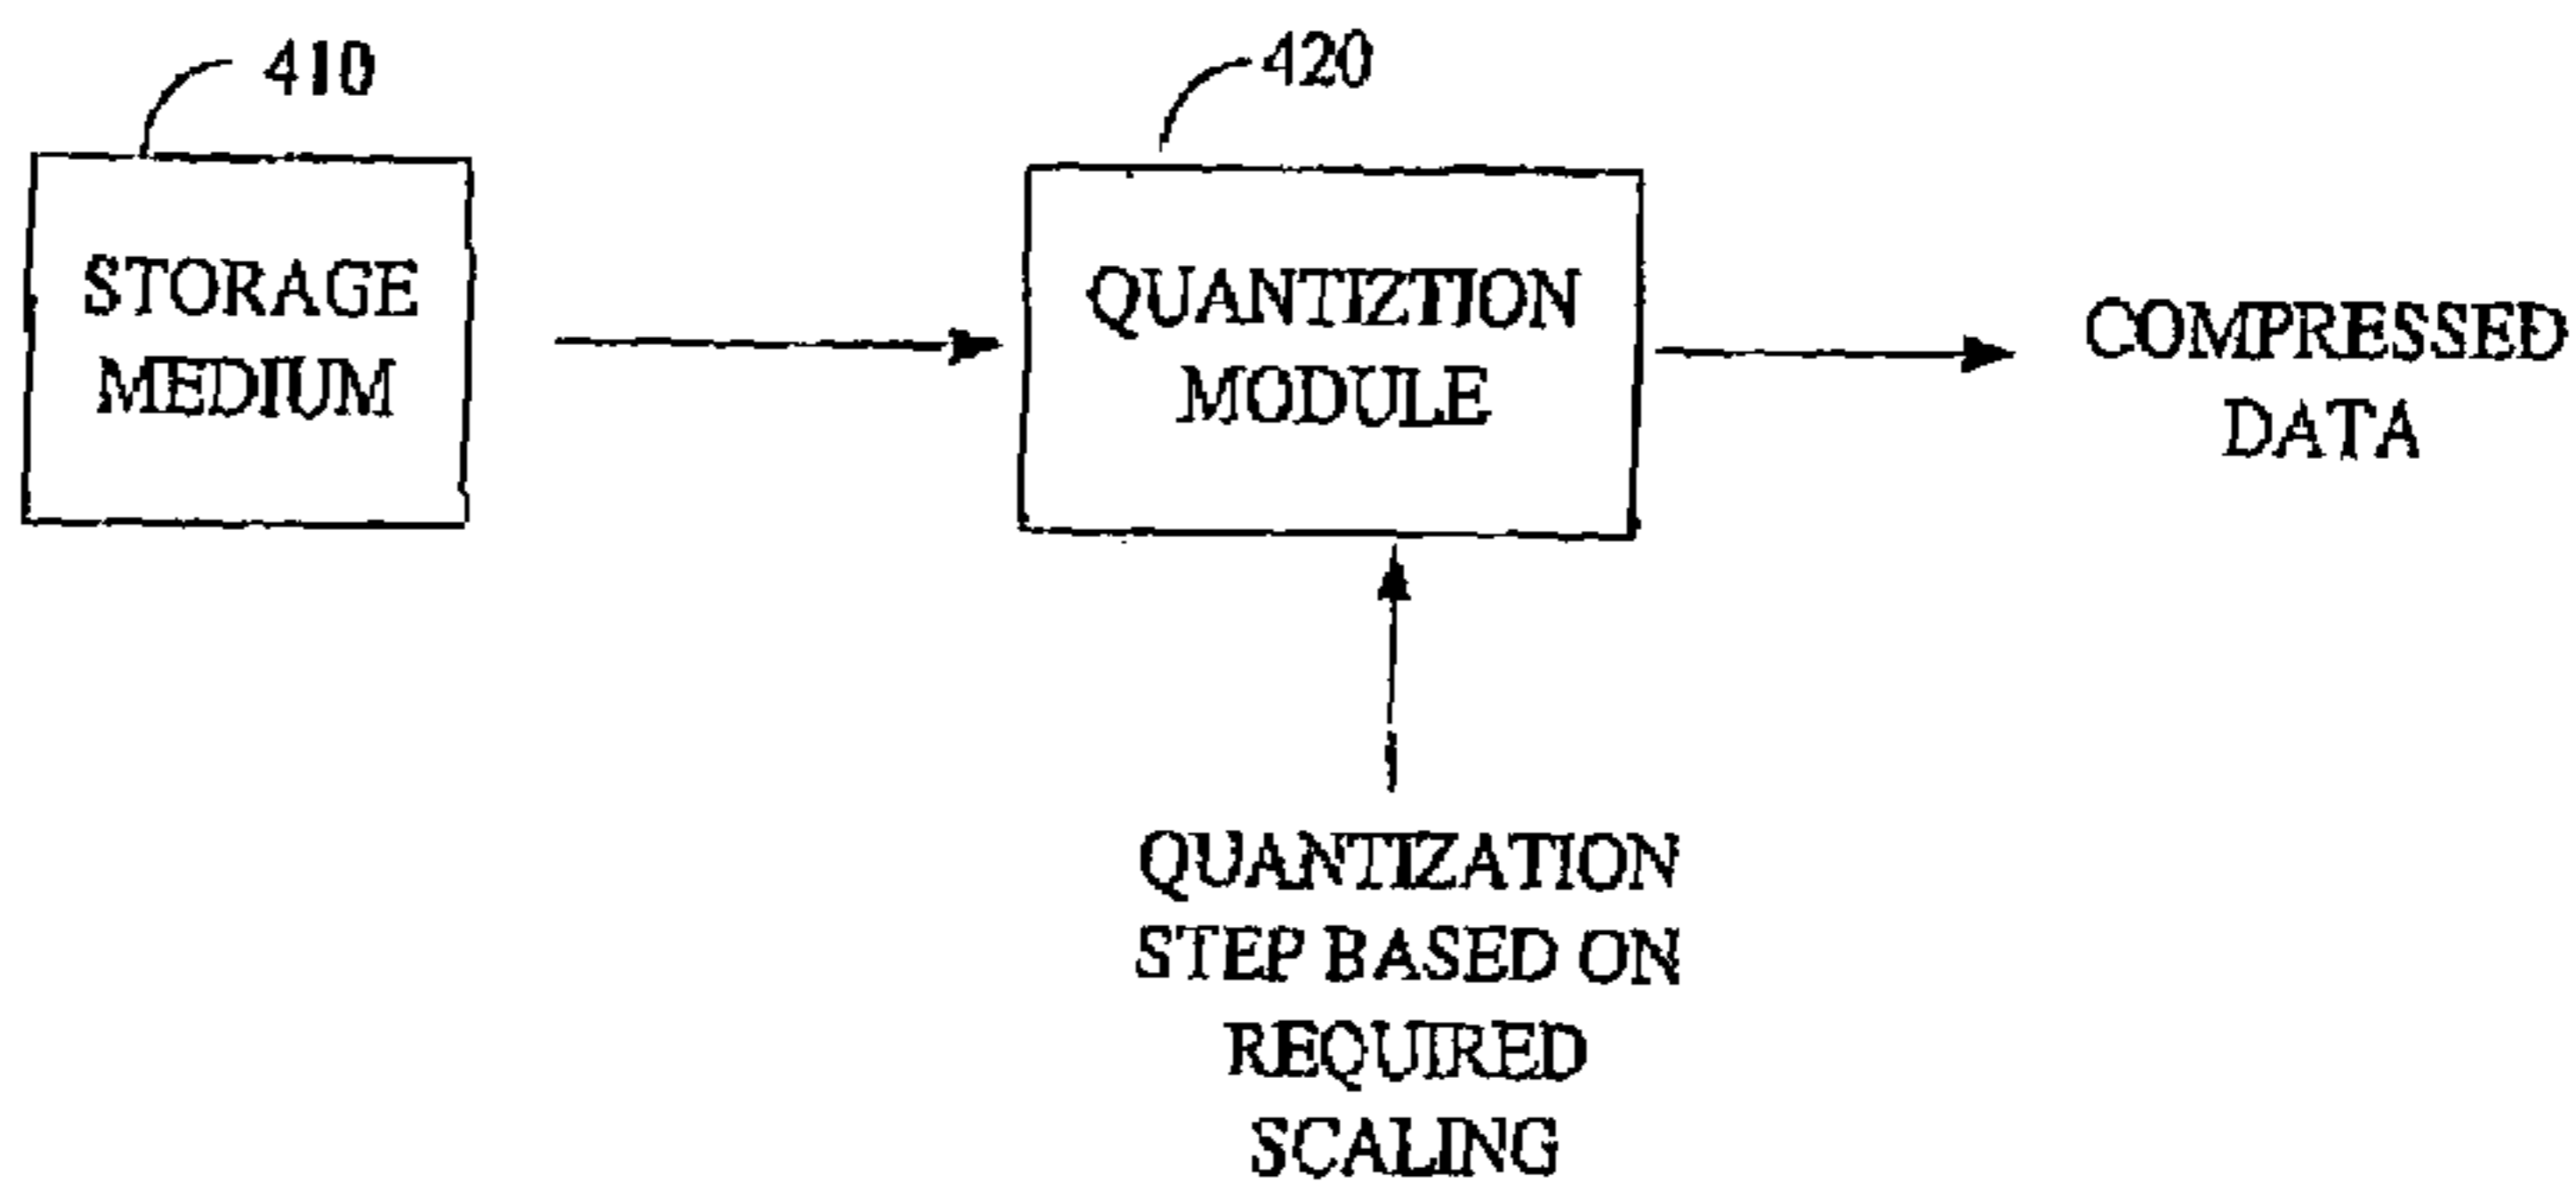 410
STORAGE
MEDIUM
420
QUANTIZTION
MODULE
COMPRESSED
DATA
QUANTIZATION
STEP BASED ON
REQUIRED
SCALING